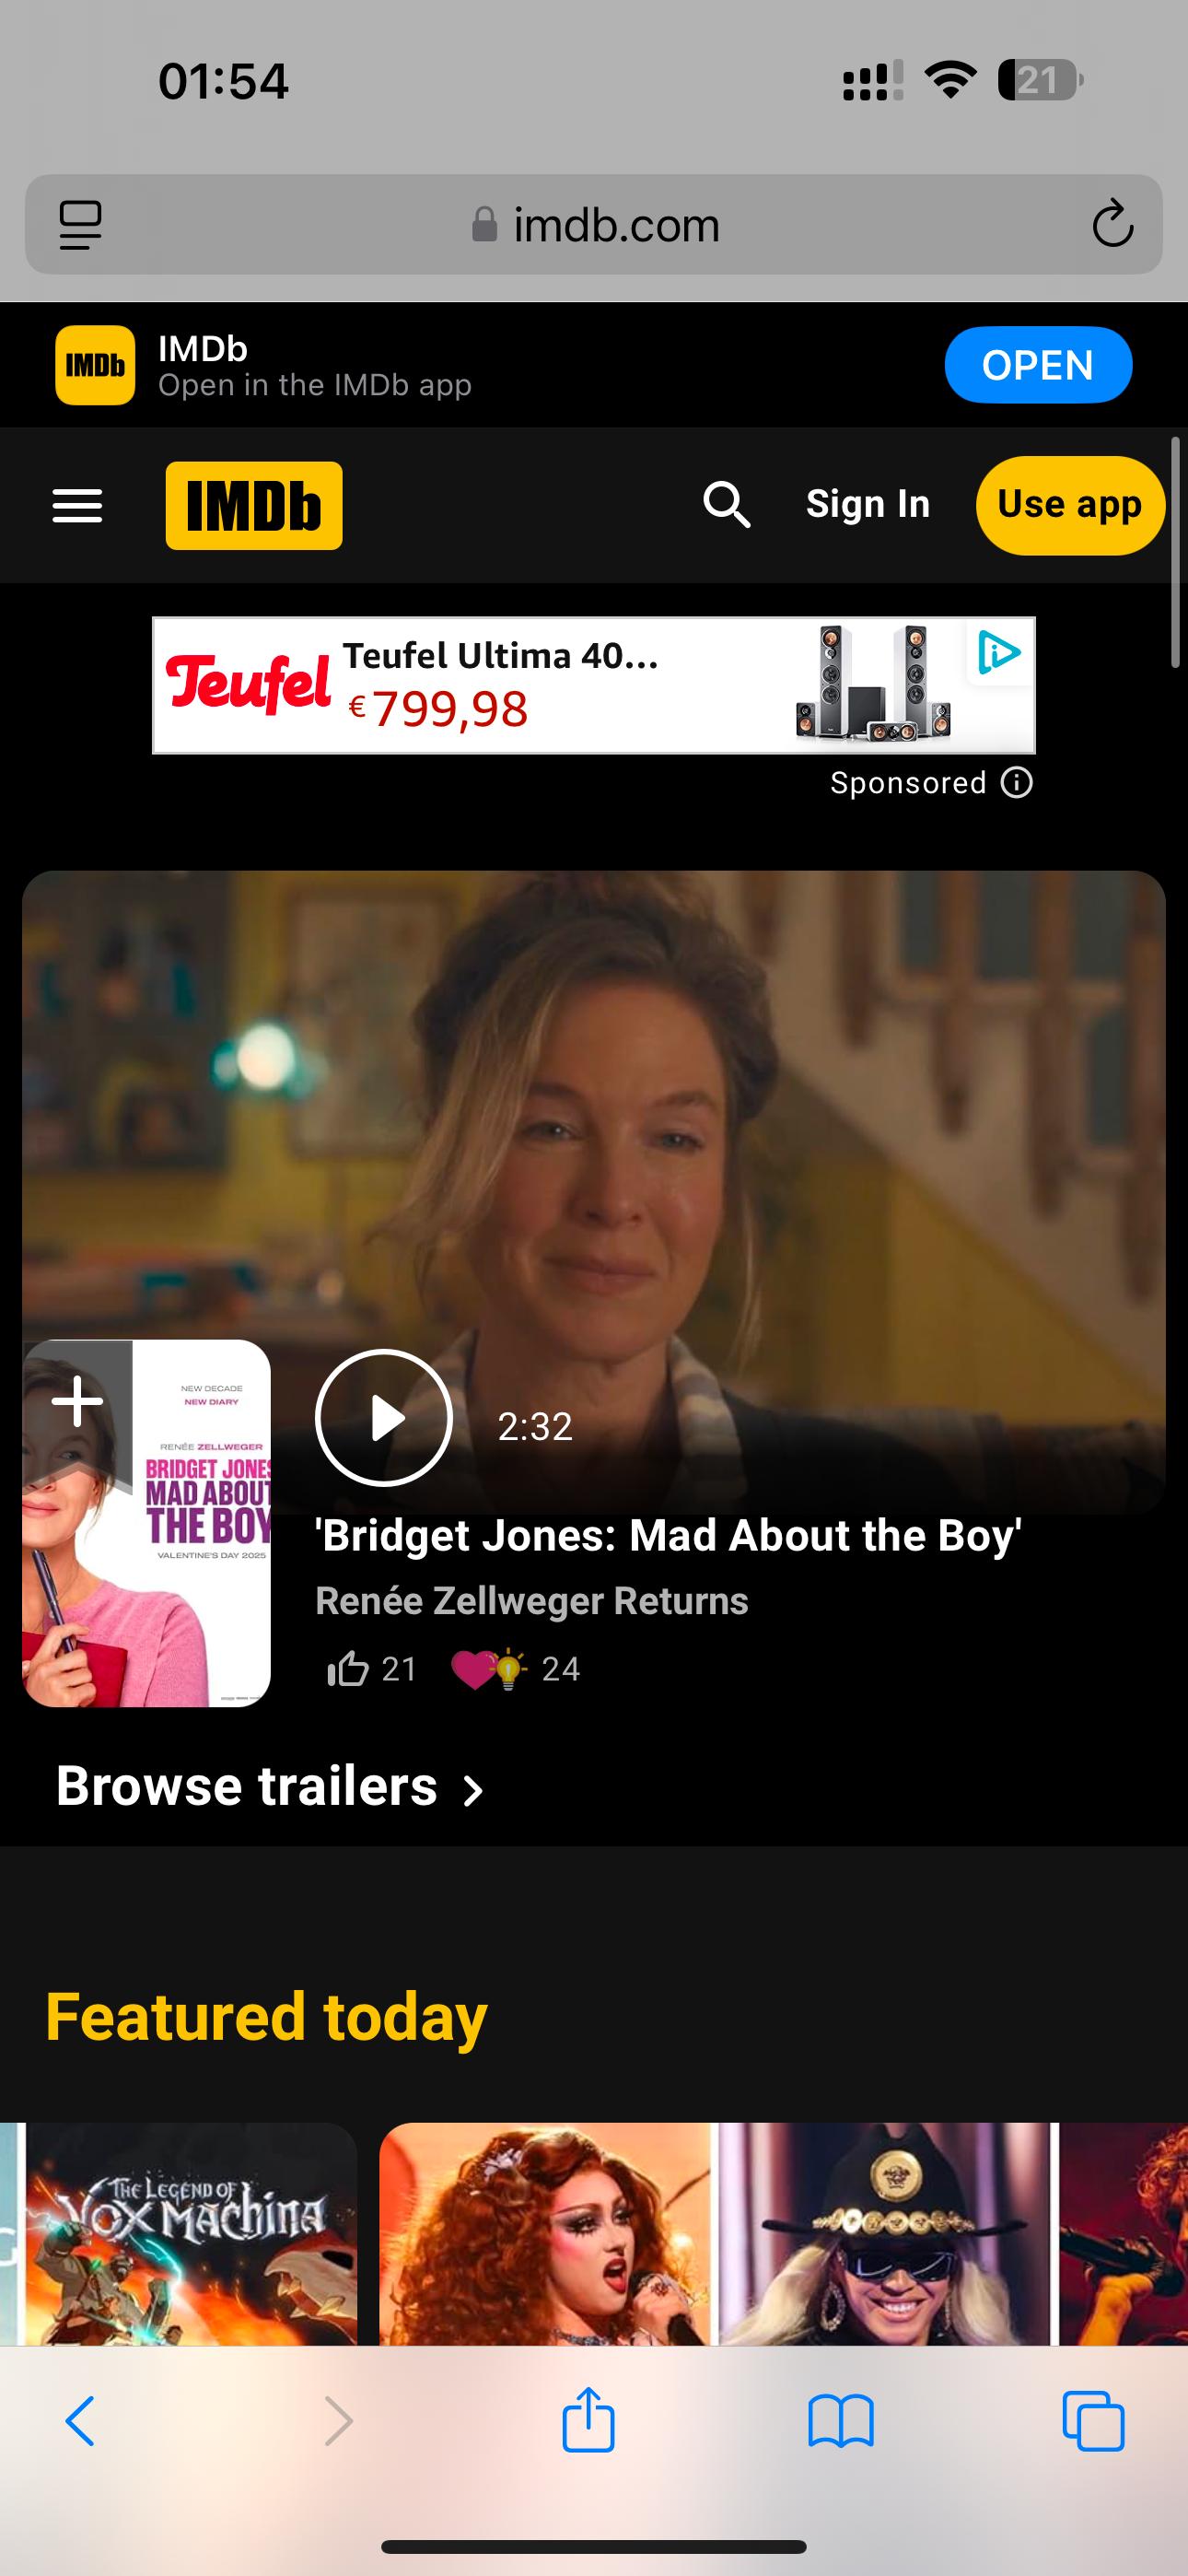 01:54
21
imdb.com
IMDb
IMDb
Open in the IMDb app
OPEN
IMDb
Sign In
Use app
Teufel
Teufel Ultima 40...
€799,98
Sponsored
NEW DECADE
NEW DIARY
RENÉE ZELLWEGER
BRIDGET JONES
MAD ABOUT
THE BOY
VALENTINE'S DAY 2025
2:32
'Bridget Jones: Mad About the Boy'
Renée Zellweger Returns
21
24
Browse trailers
Featured today
THE LEGEND OF
VOX MACHINA